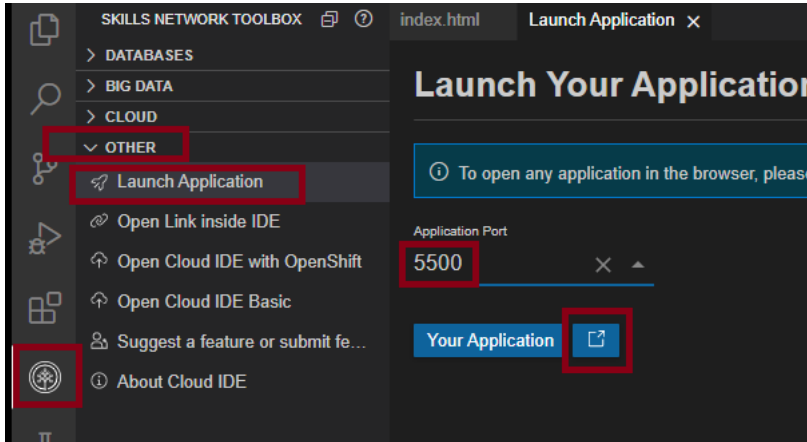 SKILLS NETWORK TOOLBOX
DATABASES
BIG DATA
CLOUD
OTHER
Launch Application
Open Link inside IDE
Open Cloud IDE with OpenShift
Open Cloud IDE Basic
Suggest a feature or submit fe...
About Cloud IDE
index.html Launch Application
Launch Your Application
To open any application in the browser, please
Application Port
5500
Your Application